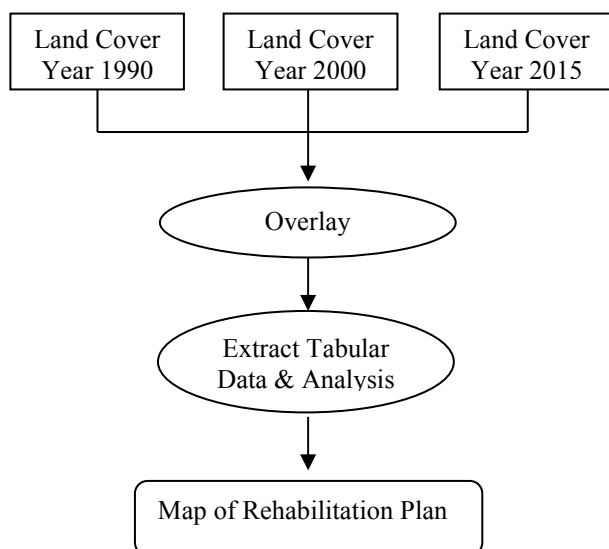 Land Cover
Year 1990
Land Cover
Year 2000
Land Cover
Year 2015
Overlay
Extract Tabular
Data & Analysis
Map of Rehabilitation Plan